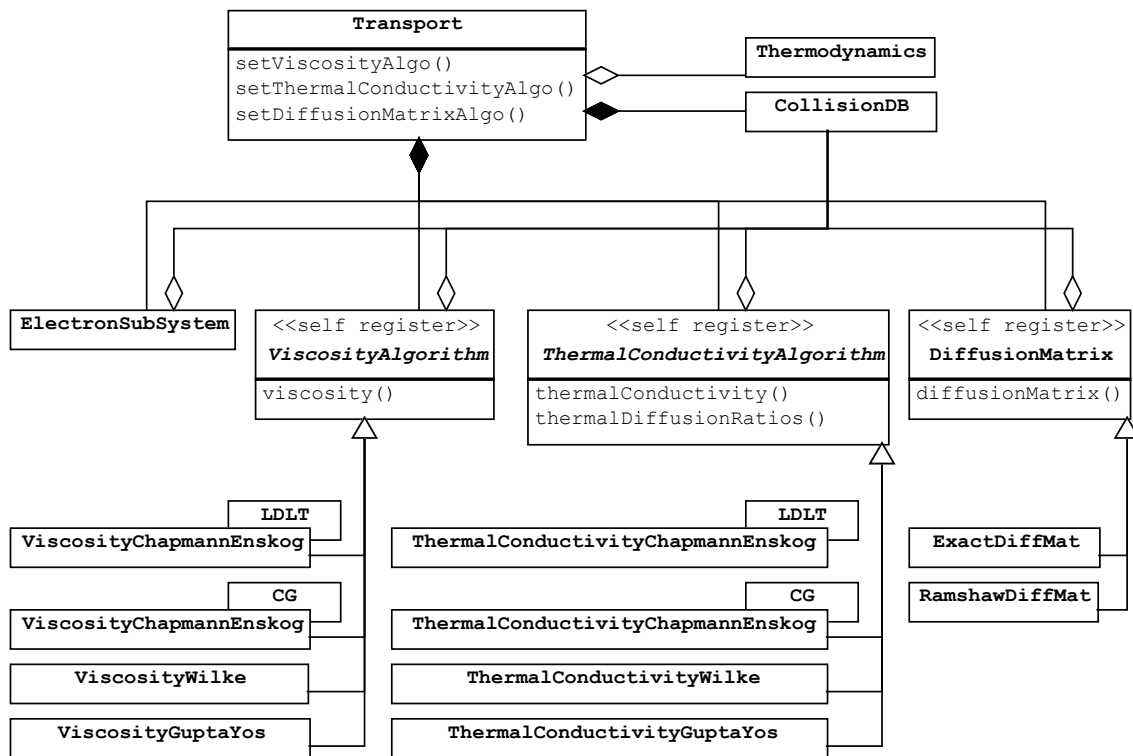 Transport
setViscosityAlgo()
setThermalConductivityAlgo()
setDiffusionMatrixAlgo()
Thermodynamics
CollisionDB
ElectronSubSystem
<<self register>>
ViscosityAlgorithm
viscosity()
<<self register>>
ThermalConductivityAlgorithm
thermalConductivity()
thermalDiffusionRatios()
<<self register>>
DiffusionMatrix
diffusionMatrix()
LDLT
ViscosityChapmannEnskog
CG
ViscosityChapmannEnskog
ViscosityWilke
ViscosityGuptaYos
LDLT
ThermalConductivityChapmannEnskog
CG
ThermalConductivityChapmannEnskog
ThermalConductivityWilke
ThermalConductivityGuptaYos
ExactDiffMat
RamshawDiffMat